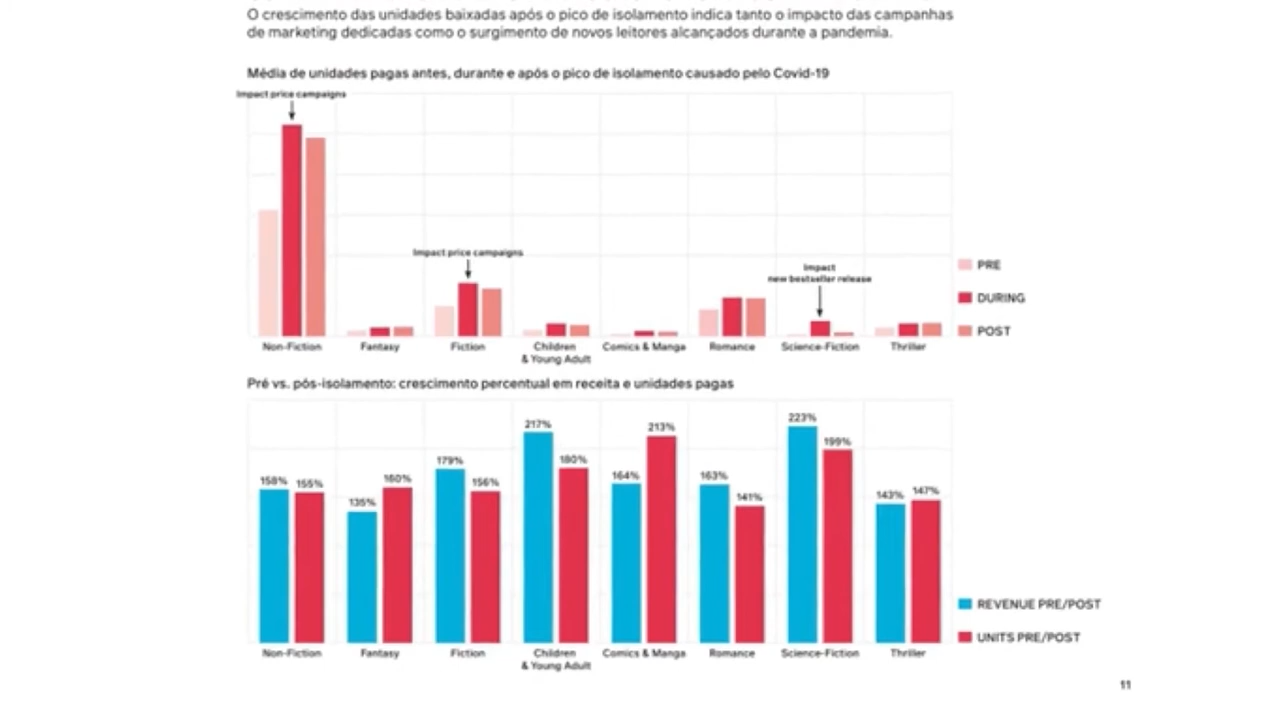 O crescimento das unidades baixadas após o pico de isolamento indica tanto o impacto das campanhas
de marketing dedicadas como o surgimento de novos leitores alcançados durante a pandemia.
Média de unidades pagas antes, durante e após o pico de isolamento causado pelo Covid-19
Impact price campaigns
Impact price campaigns
Impact
new bestseller release
PRE
DURING
POST
Non-Fiction Fantasy Fiction Children Comics & Manga Romance Science-Fiction Thriller
& Young Adult
Pré vs. pós-isolamento: crescimento percentual em receita e unidades pagas
158% 155% 135% 160% 179% 156% 217% 180% 164% 213% 163% 141% 223% 199% 143% 147%
REVENUE PRE/POST
UNITS PRE/POST
Non-Fiction Fantasy Fiction Children Comics & Manga Romance Science-Fiction Thriller
& Young Adult
11